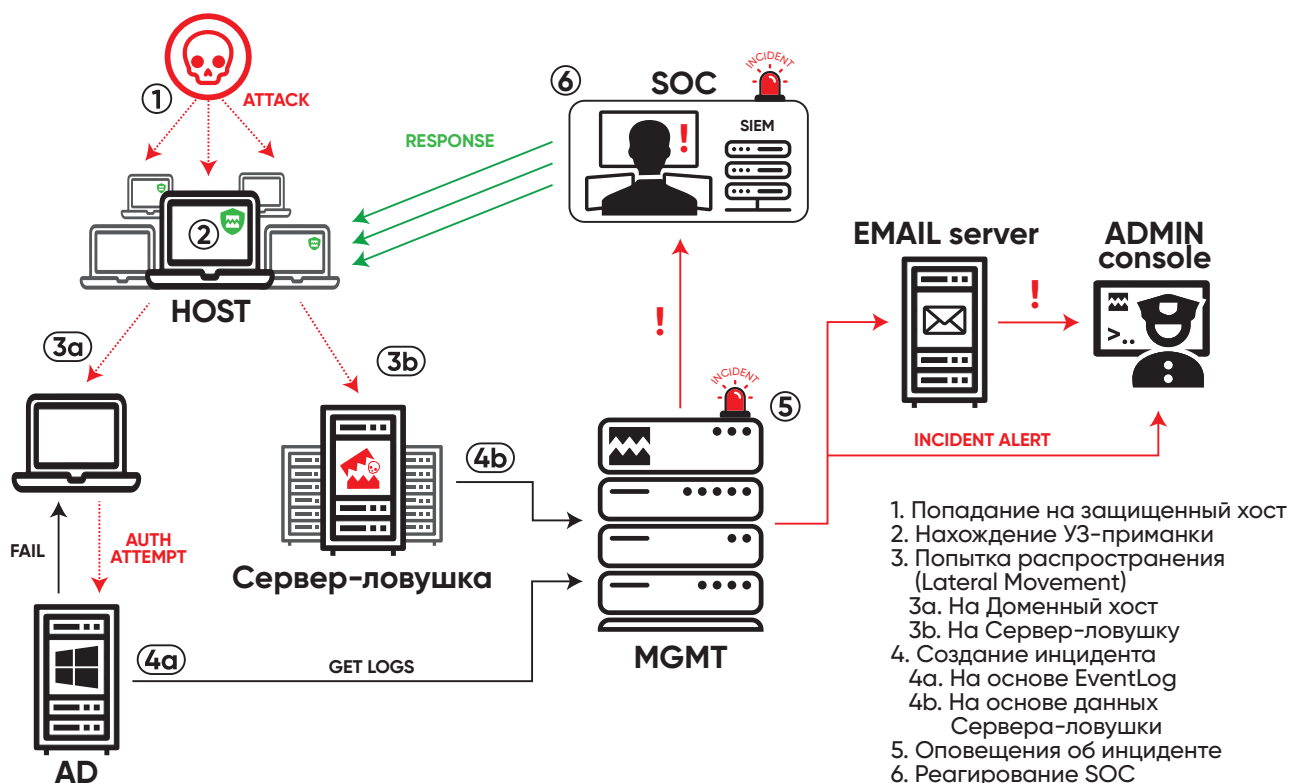 INCIDENT
6
SOC
1
ATTACK
SIEM
RESPONSE
!
2
HOST
EMAIL server
ADMIN
console
!
!
>_..
3a
3b
INCIDENT
5
4b
INCIDENT ALERT
FAIL
AUTH
ATTEMPT
Сервер-ловушка
4a
GET LOGS
MGMT
AD
1. Попадание на защищенный хост
2. Нахождение УЗ-приманки
3. Попытка распространения
(Lateral Movement)
3a. На Доменный хост
3b. На Сервер-ловушку
4. Создание инцидента
4a. На основе EventLog
4b. На основе данных
Сервера-ловушки
5. Оповещения об инциденте
6. Реагирование SOC